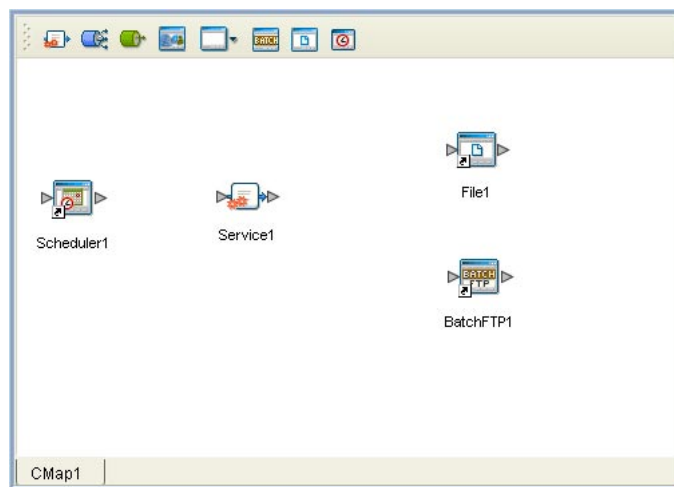 BATCH
File1
Scheduler1
Service1
BATCH
FTP
BatchFTP1
CMap1